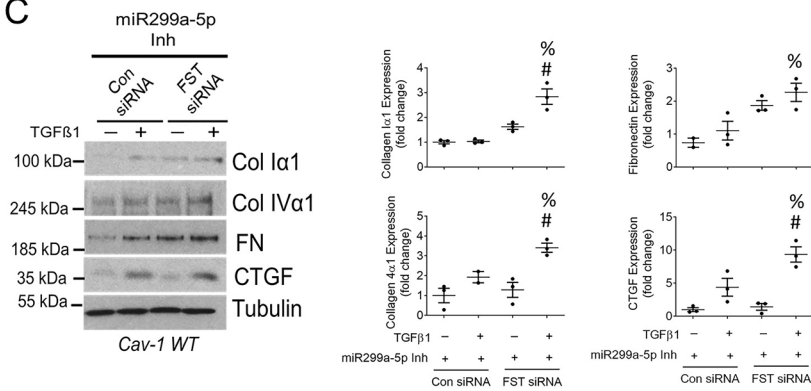 C
miR299a-5p
Inh
Con
siRNA
FST
siRNA
TGFß1 – + – +
100 kDa Col Iα1
245 kDa Col IVα1
185 kDa FN
35 kDa CTGF
55 kDa Tubulin
Cav-1 WT
Collagen Iα1 Expression
(fold change)
5
4
3
2
1
0
%
#
Fibronectin Expression
(fold change)
3
2
1
0
%
Collagen 4α1 Expression
(fold change)
5
4
3
2
1
0
%
#
CTGF Expression
(fold change)
15
10
5
0
%
#
TGFβ1 – + – +
miR299a-5p Inh + + + +
Con siRNA FST siRNA
TGFβ1 – + – +
miR299a-5p Inh + + + +
Con siRNA FST siRNA